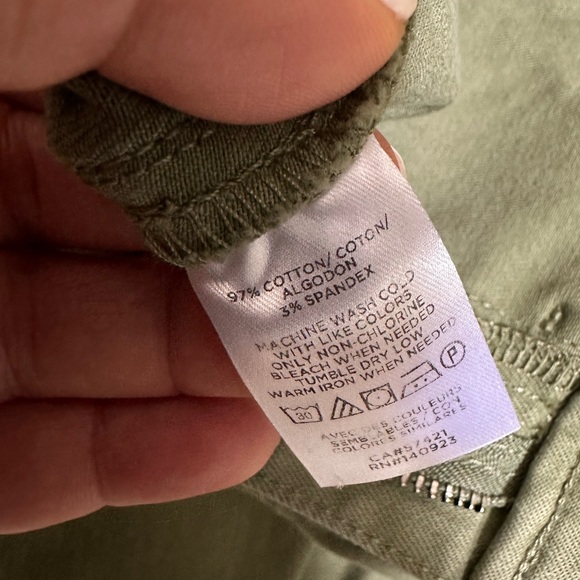 97% COTTON/ COTON/
ALGODON
3% SPANDEX
MACHINE WASH COLD
WITH LIKE COLORS
ONLY NON-CHLORINE
BLEACH WHEN NEEDED
TUMBLE DRY LOW
WARM IRON WHEN NEEDED
30 P
AVEC DES COULEURS
SEMBLABLES/ CON
COLORES SIMILARES
CA#57421
RN#140923